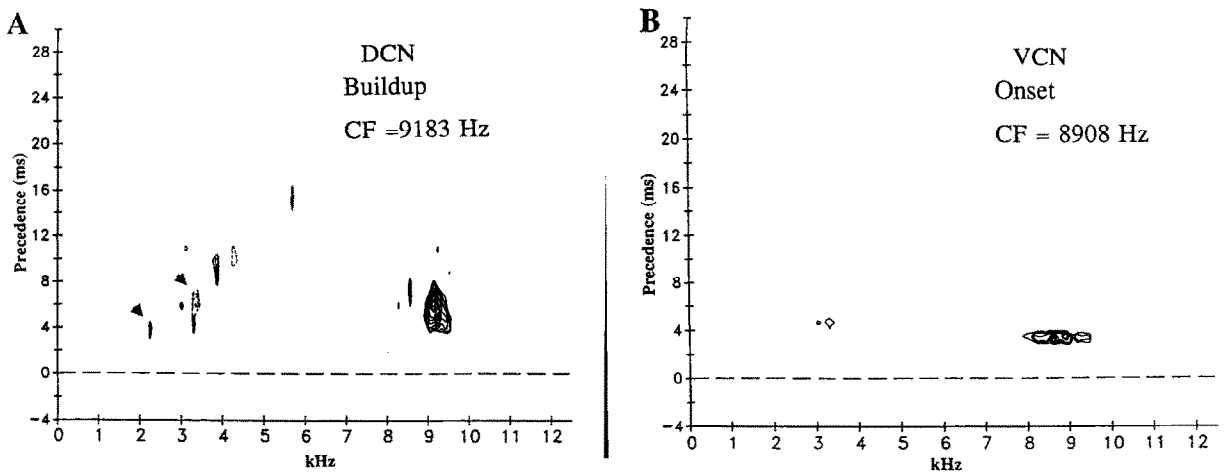 A
DCN
Buildup
CF =9183 Hz
Precedence (ms)
28
24
20
16
12
8
4
0
−4
0 1 2 3 4 5 6 7 8 9 10 11 12
kHz
B
VCN
Onset
CF = 8908 Hz
Precedence (ms)
28
24
20
16
12
8
4
0
−4
0 1 2 3 4 5 6 7 8 9 10 11 12
kHz